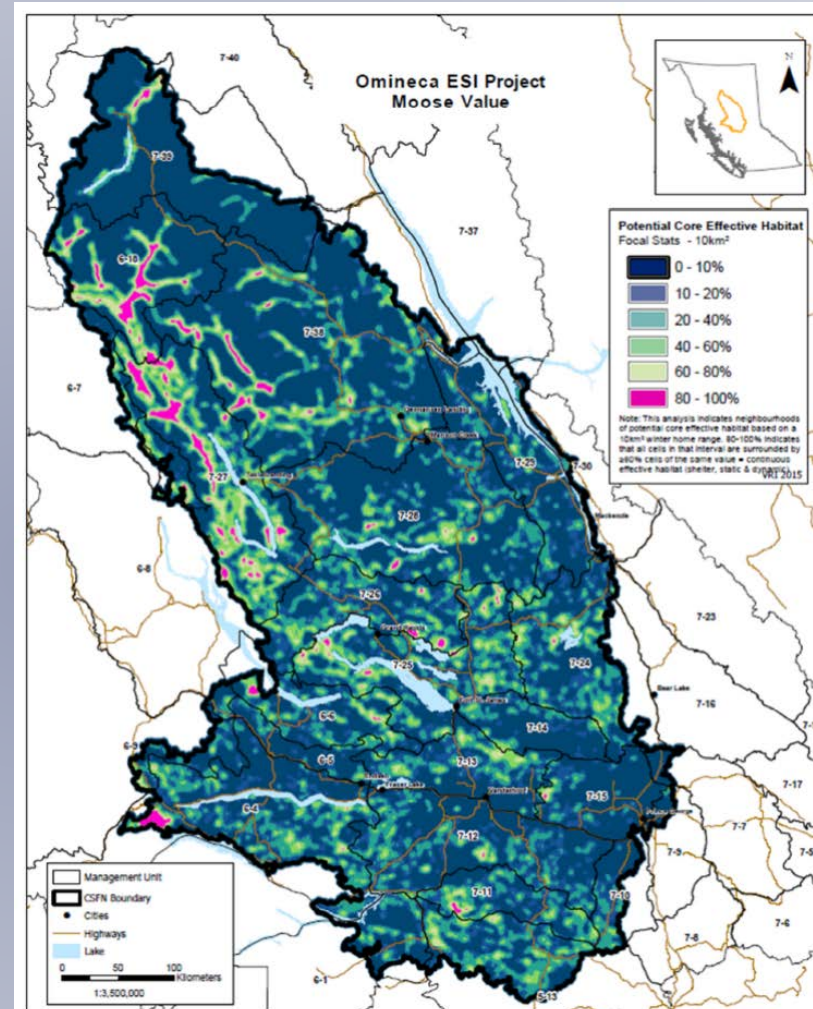 Omineca ESI Project
Moose Value
N
7-40
7-39
7-37
6-10
7-38
6-7
7-27
7-29
7-30
Mackenzie
7-28
6-8
7-26
7-23
7-25
7-24
Bear Lake
7-16
6-6
7-14
6-5
7-13
Fraser Lake
Vanderhoof
7-15
7-17
6-4
7-7
7-12
7-9
7-11
7-10
7-6
7-8
6-1
5-13
Potential Core Effective Habitat
Focal Stats - 10km²
0 - 10%
10 - 20%
20 - 40%
40 - 60%
60 - 80%
80 - 100%
Note: This analysis indicates neighbourhoods
of potential core effective habitat based on a
10km² winter home range. 80-100% indicates
that all cells in that interval are surrounded by
≥80% cells of the same value = continuous
effective habitat (shelter, static & dynamic).
VRI 2015
Management Unit
CSFN Boundary
Cities
Highways
Lake
0 50 100
Kilometers
1:3,500,000